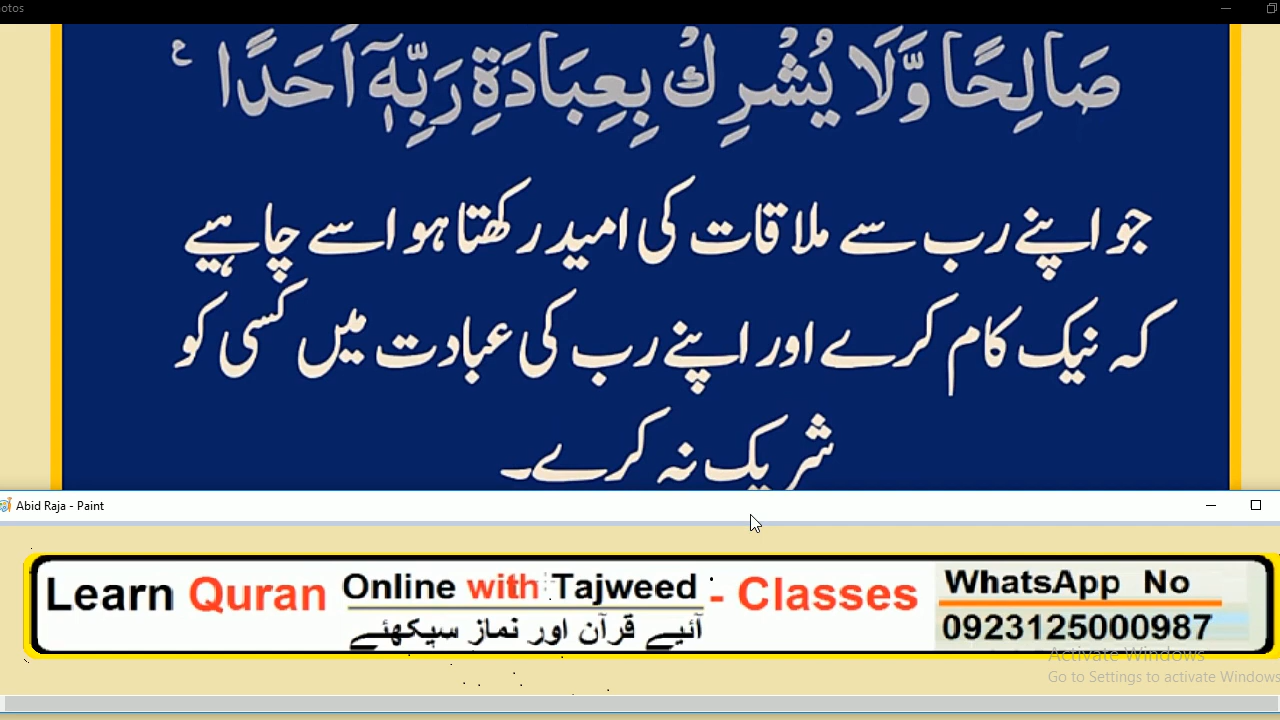 otos
صَالِحًا وَّلَا يُشْرِكْ بِعِبَادَةِ رَبِّهٖٓ اَحَدًا ع
جو اپنے رب سے ملاقات کی امید رکھتا ہو اسے چاہیے
کہ نیک کام کرے اور اپنے رب کی عبادت میں کسی کو
شریک نہ کرے۔
Abid Raja - Paint
Learn Quran Online with Tajweed - Classes
آئیے قرآن اور نماز سیکھئے
WhatsApp No
0923125000987
Activate Windows
Go to Settings to activate Windows